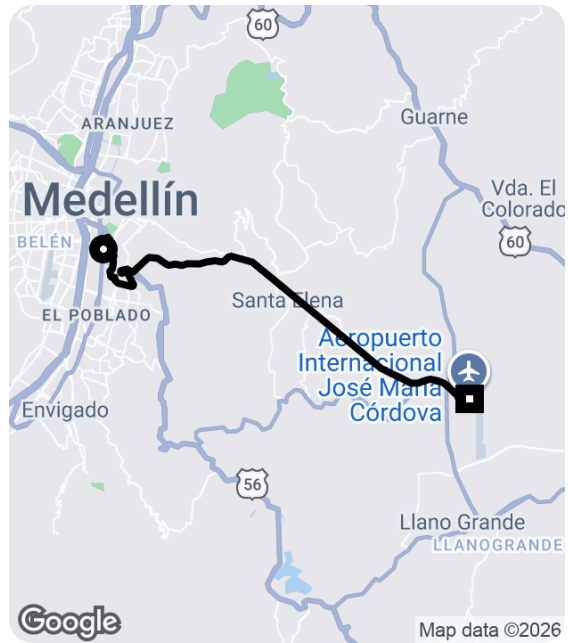 60
ARANJUEZ
Guarne
Medellín
Vda. El
Colorado
BELÉN
60
Santa Elena
EL POBLADO
Aeropuerto
Internacional
José María
Córdova
Envigado
56
Llano Grande
LLANOGRANDE
Google
Map data ©2026